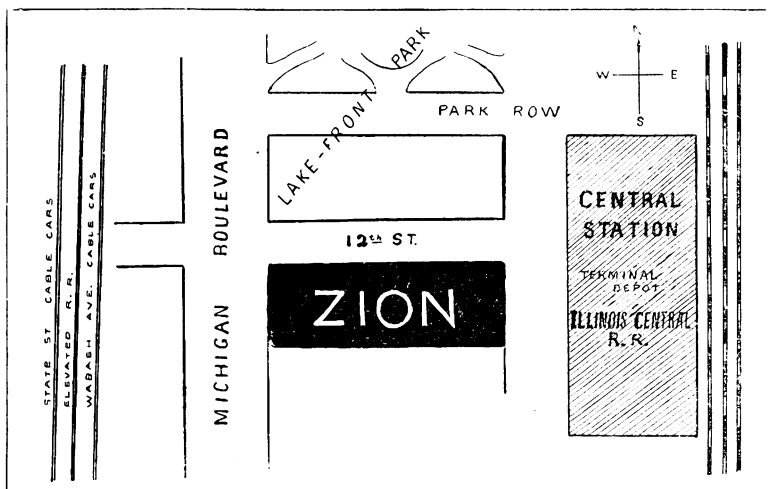 STATE ST CABLE CARS
ELEVATED R. R.
WABASH AVE. CABLE CARS
MICHIGAN BOULEVARD
LAKE-FRONT PARK
PARK ROW
N
W E
S
12th ST.
ZION
CENTRAL
STATION
TERMINAL
DEPOT
ILLINOIS CENTRAL
R. R.